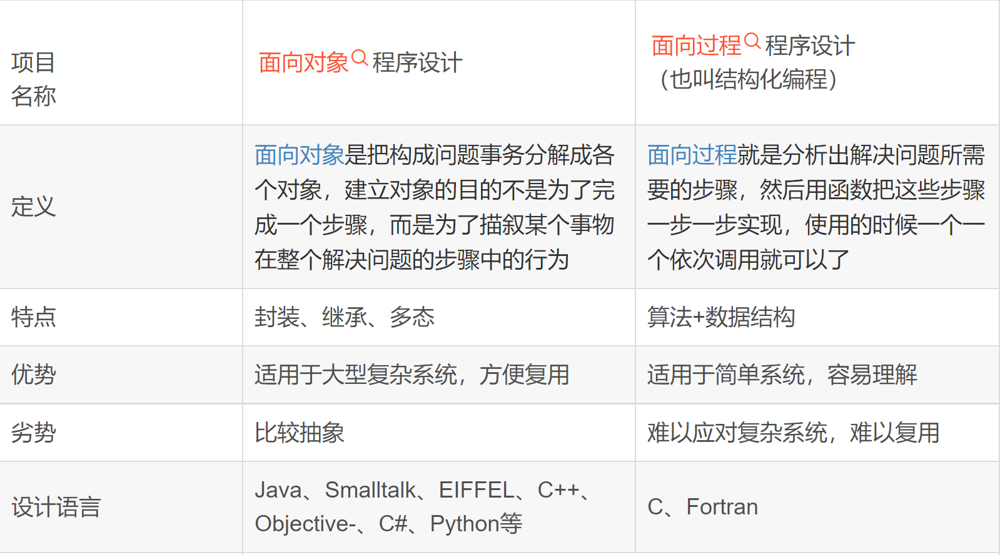 项目
名称
面向对象程序设计
面向过程程序设计
（也叫结构化编程）
定义
面向对象是把构成问题事务分解成各
个对象，建立对象的目的不是为了完
成一个步骤，而是为了描叙某个事物
在整个解决问题的步骤中的行为
面向过程就是分析出解决问题所需
要的步骤，然后用函数把这些步骤
一步一步实现，使用的时候一个一
个依次调用就可以了
特点
封装、继承、多态
算法+数据结构
优势
适用于大型复杂系统，方便复用
适用于简单系统，容易理解
劣势
比较抽象
难以应对复杂系统，难以复用
设计语言
Java、Smalltalk、EIFFEL、C++、
Objective-、C#、Python等
C、Fortran